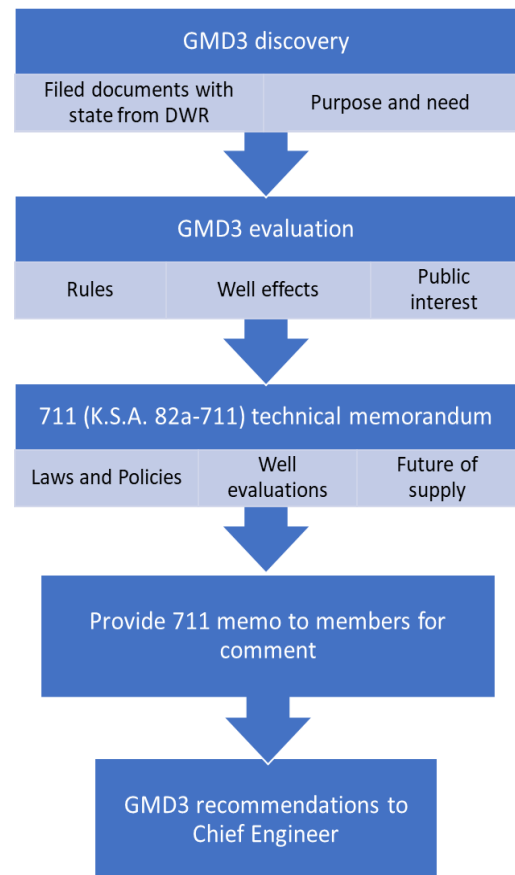 GMD3 discovery
Filed documents with
state from DWR
Purpose and need
GMD3 evaluation
Rules
Well effects
Public
interest
711 (K.S.A. 82a-711) technical memorandum
Laws and Policies
Well
evaluations
Future of
supply
Provide 711 memo to members for
comment
GMD3 recommendations to
Chief Engineer